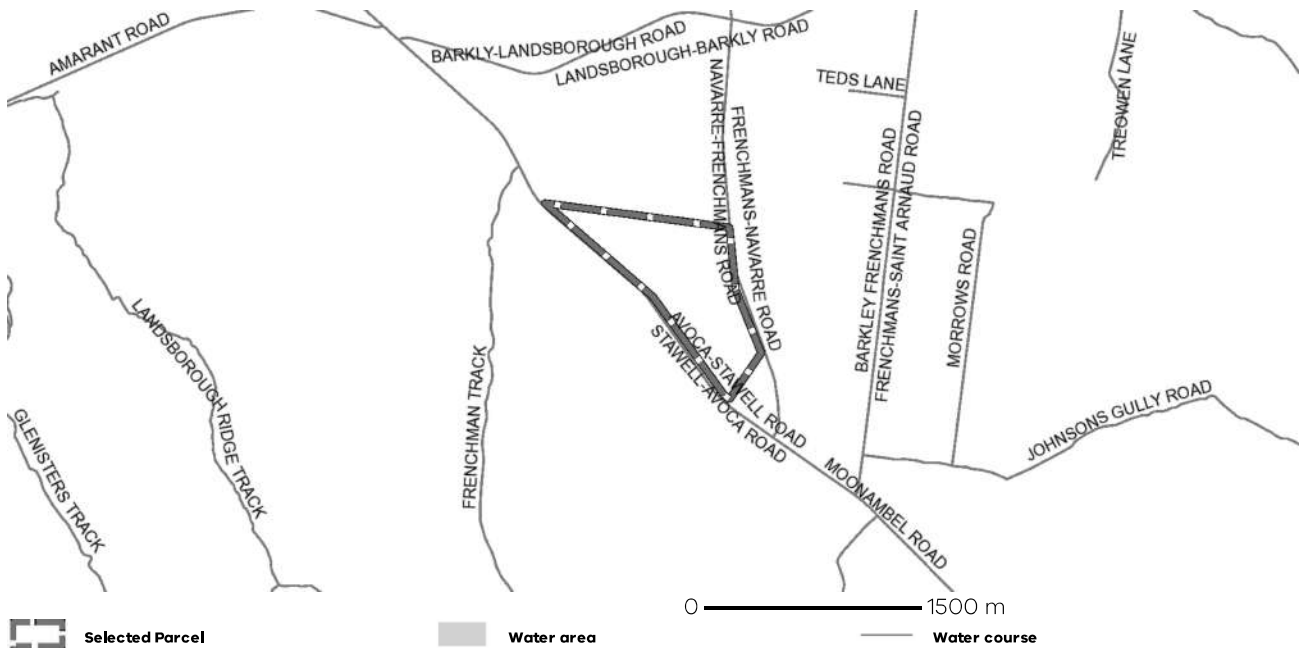 AMARANT ROAD
BARKLY-LANDSBOROUGH ROAD
LANDSBOROUGH-BARKLY ROAD
TEDS LANE
TREOWEN LANE
NAVARRE-FRENCHMANS ROAD
FRENCHMANS-NAVARRE ROAD
BARKLEY FRENCHMANS ROAD
FRENCHMANS-SAINT ARNAUD ROAD
MORROWS ROAD
LANDSBOROUGH RIDGE TRACK
GLENISTERS TRACK
FRENCHMAN TRACK
AVOCA-STAWELL ROAD
STAWELL-AVOCA ROAD
MOONAMBEL ROAD
JOHNSONS GULLY ROAD
0 1500 m
Selected Parcel
Water area
Water course